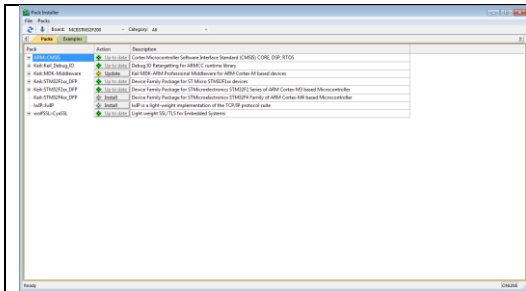 Pack Installer
File Packs
Board: MCBSTM32F200 Category: All
Packs Examples
Pack Action Description
ARM::CMSIS Up to date Cortex Microcontroller Software Interface Standard (CMSIS) CORE, DSP, RTOS
Keil::Keil_Debug_IO Up to date Debug IO Retargetting for ARMCC runtime library
Keil::MDK-Middleware Update Keil MDK-ARM Professional Middleware for ARM Cortex-M based devices
Up to date Device Family Package for ST Micro devices
Keil::STM32F2xx_DFP Up to date Device Family Package for STMicroelectronics STM32F2 Series of ARM Cortex-M3 based Microcontroller
Keil::STM32F4xx_DFP Install Device Family Package for STMicroelectronics STM32F4 Family of ARM Cortex-M4 based Microcontroller
lwIP::lwIP Install lwIP is a light-weight implementation of the TCP/IP protocol suite
wolfSSL::CyaSSL Up to date Light weight SSL/TLS for Embedded Systems
Ready ONLINE